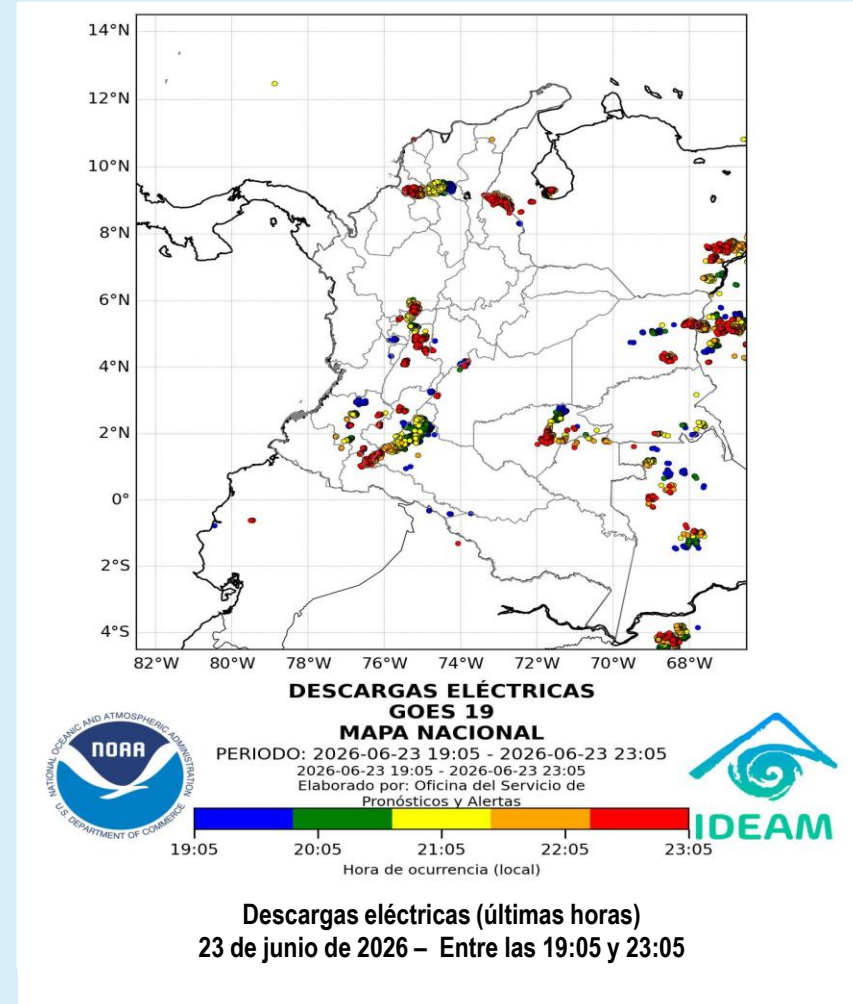 14°N
12°N
10°N
8°N
6°N
4°N
2°N
0°
2°S
4°S
82°W 80°W 78°W 76°W 74°W 72°W 70°W 68°W
DESCARGAS ELÉCTRICAS
GOES 19
MAPA NACIONAL
PERIODO: 2026-06-23 19:05 - 2026-06-23 23:05
2026-06-23 19:05 - 2026-06-23 23:05
Elaborado por: Oficina del Servicio de
Pronósticos y Alertas
NATIONAL OCEANIC AND ATMOSPHERIC ADMINISTRATION
NOAA
U.S. DEPARTMENT OF COMMERCE
IDEAM
19:05 20:05 21:05 22:05 23:05
Hora de ocurrencia (local)
Descargas eléctricas (últimas horas)
23 de junio de 2026 – Entre las 19:05 y 23:05